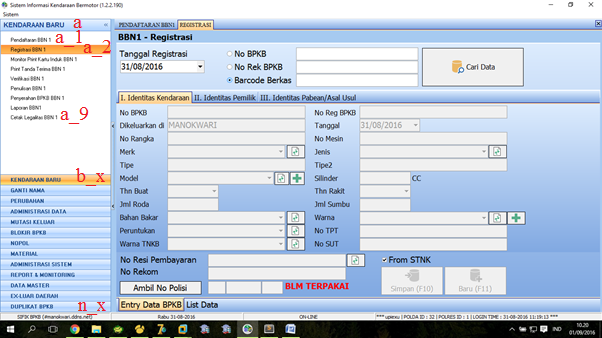 Sistem Informasi Kendaraan Bermotor (1.2.2.190)
Sistem
KENDARAAN BARU a «
Pendaftaran BBN 1 a_1
Registrasi BBN 1 a_2
Monitor Print Kartu Induk BBN 1
Print Tanda Terima BBN 1
Verifikasi BBN 1
Penulisan BBN 1
Penyerahan BPKB BBN 1
Laporan BBN1 a_9
Cetak Legalitas BBN 1
KENDARAAN BARU b_x
GANTI NAMA
PERUBAHAN
ADMINISTRASI DATA
MUTASI KELUAR
BLOKIR BPKB
NOPOL
MATERIAL
ADMINISTRASI SISTEM
REPORT & MONITORING
DATA MASTER
EX-LUAR DAERAH n_x
DUPLIKAT BPKB
PENDAFTARAN BBN1 REGISTRASI
BBN1 - Registrasi
Tanggal Registrasi No BPKB
31/08/2016 No Rek BPKB
Barcode Berkas
Cari Data
I. Identitas Kendaraan II. Identitas Pemilik III. Identitas Pabean/Asal Usul
No BPKB No Reg BPKB
Dikeluarkan di MANOKWARI Tanggal 31/08/2016
No Rangka No Mesin
Merk Jenis
Tipe Tipe2
Model Silinder CC
Thn Buat Thn Rakit
Jml Roda Jml Sumbu
Bahan Bakar Warna
Peruntukan No TPT
Warna TNKB No SUT
No Resi Pembayaran From STNK
No Rekom
Ambil No Polisi BLM TERPAKAI
Simpan (F10) Baru (F11)
Entry Data BPKB List Data
SIFIK BPKB (#manokwari.ddns.net) Rabu 31-08-2016 ON-LINE *** upiexu | POLDA ID : 32 | POLRES ID : 1 | LOGIN TIME : 31-08-2016 11:19:13 ***
IND 10.20
01/09/2016